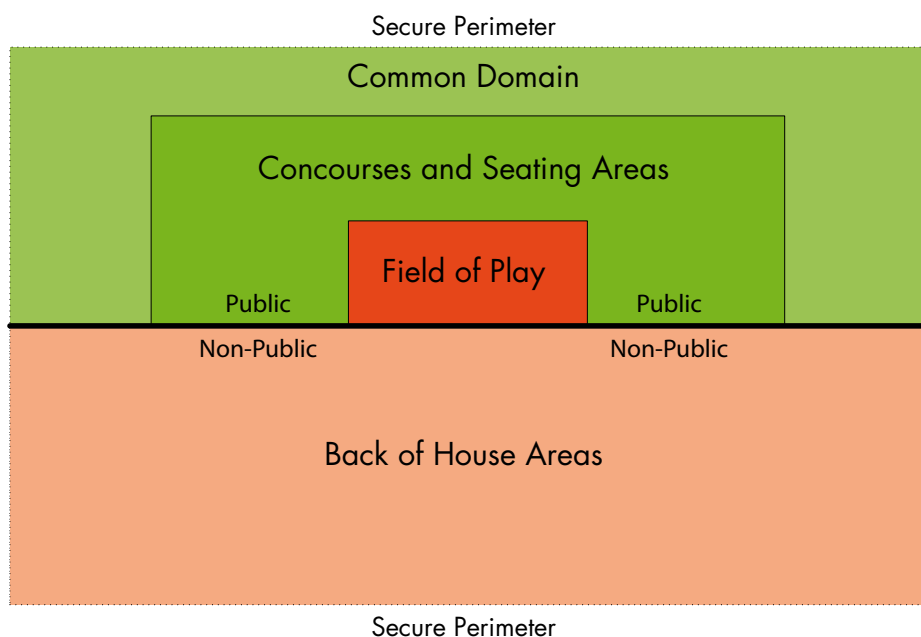 Secure Perimeter
Common Domain
Concourses and Seating Areas
Field of Play
Public
Public
Non-Public
Non-Public
Back of House Areas
Secure Perimeter